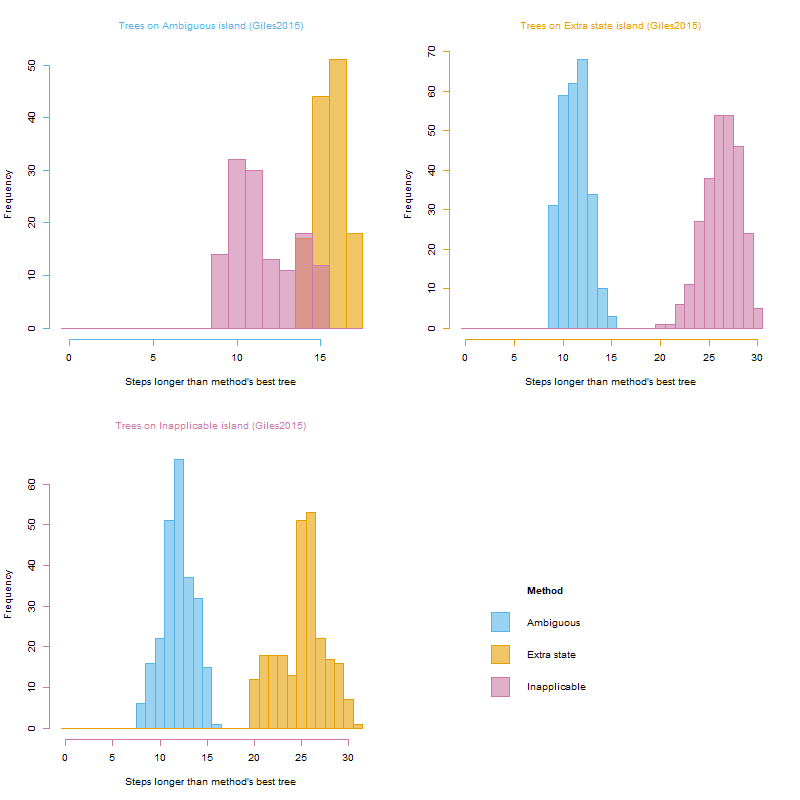 Trees on Ambiguous island (Giles2015)
Frequency
0
10
20
30
40
50
0 5 10 15
Steps longer than method's best tree
Trees on Extra state island (Giles2015)
Frequency
0
10
20
30
40
50
60
70
0 5 10 15 20 25 30
Steps longer than method's best tree
Trees on Inapplicable island (Giles2015)
Frequency
0
10
20
30
40
50
60
0 5 10 15 20 25 30
Steps longer than method's best tree
Method
Ambiguous
Extra state
Inapplicable